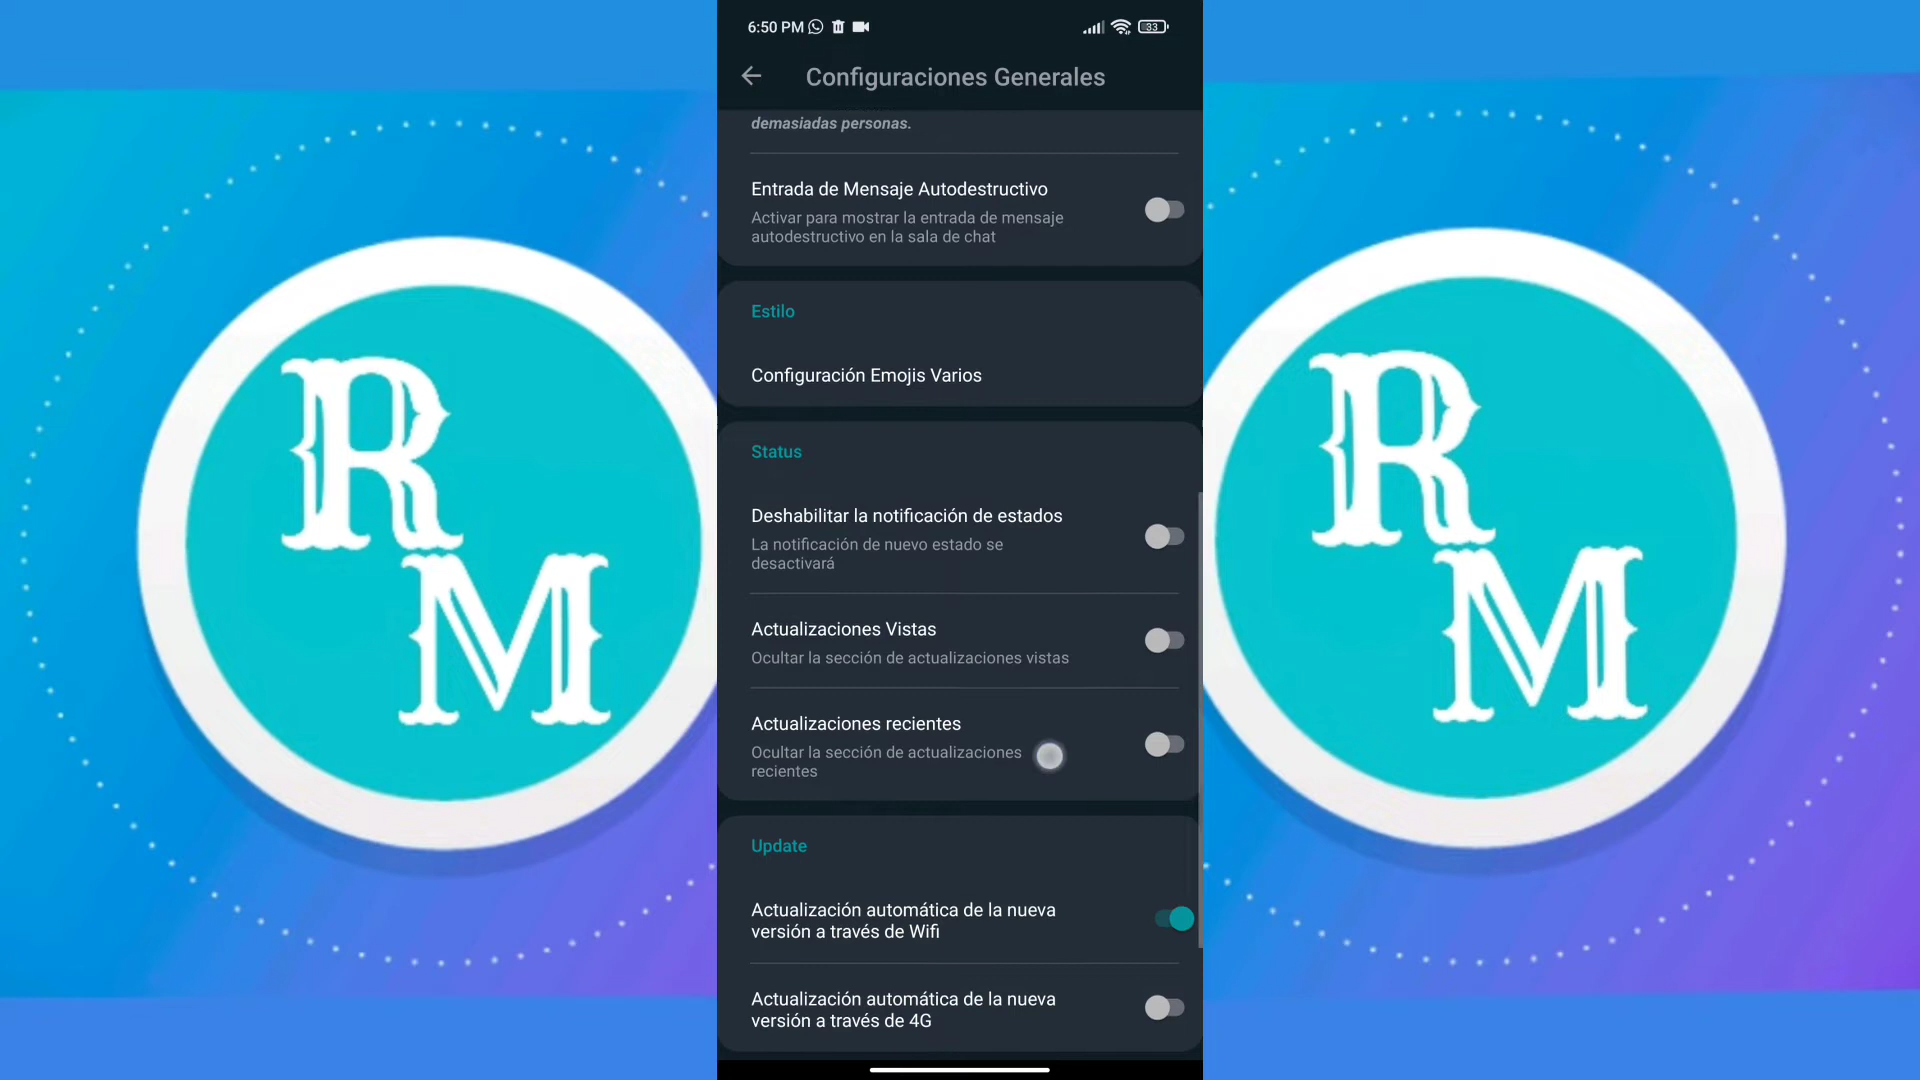 6:50 PM
33
Configuraciones Generales
demasiadas personas.
Entrada de Mensaje Autodestructivo
Activar para mostrar la entrada de mensaje
autodestructivo en la sala de chat
Estilo
Configuración Emojis Varios
Status
Deshabilitar la notificación de estados
La notificación de nuevo estado se
desactivará
Actualizaciones Vistas
Ocultar la sección de actualizaciones vistas
Actualizaciones recientes
Ocultar la sección de actualizaciones
recientes
Update
Actualización automática de la nueva
versión a través de Wifi
Actualización automática de la nueva
versión a través de 4G
R
M
R
M